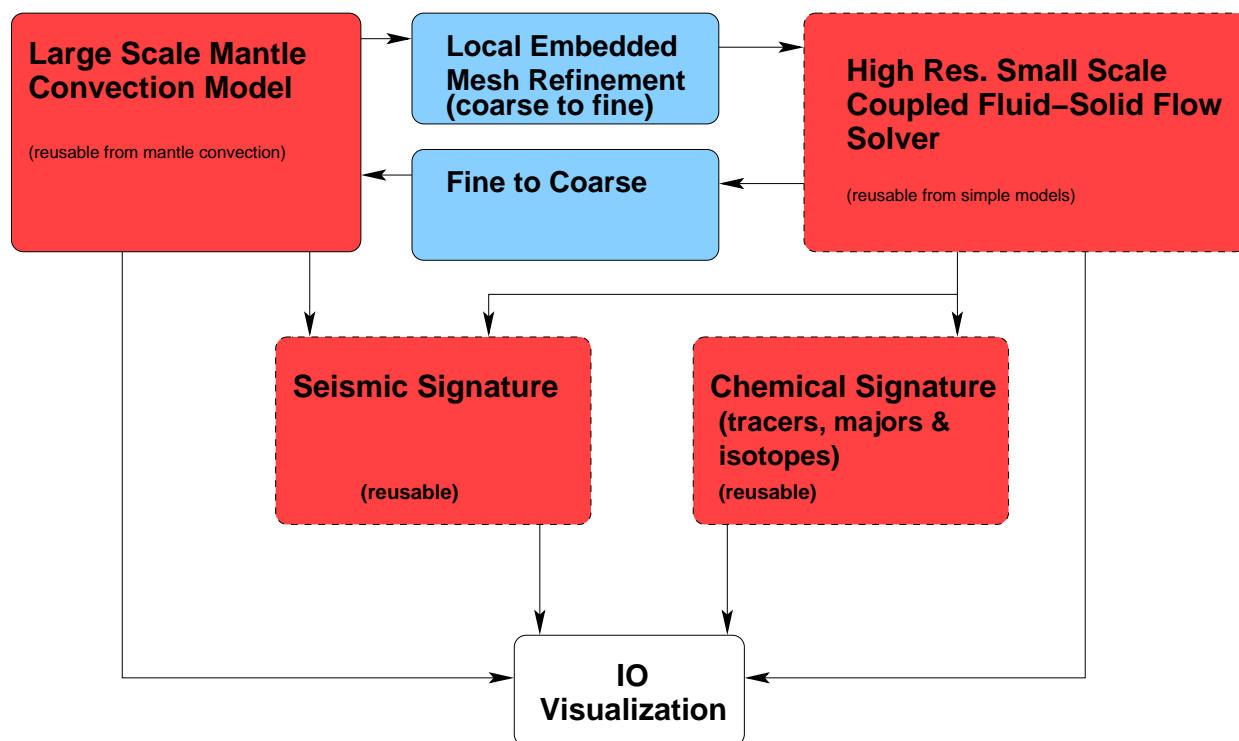 Large Scale Mantle
Convection Model
(reusable from mantle convection)
Local Embedded
Mesh Refinement
(coarse to fine)
Fine to Coarse
High Res. Small Scale
Coupled Fluid–Solid Flow
Solver
(reusable from simple models)
Seismic Signature
(reusable)
Chemical Signature
(tracers, majors &
isotopes)
(reusable)
IO
Visualization